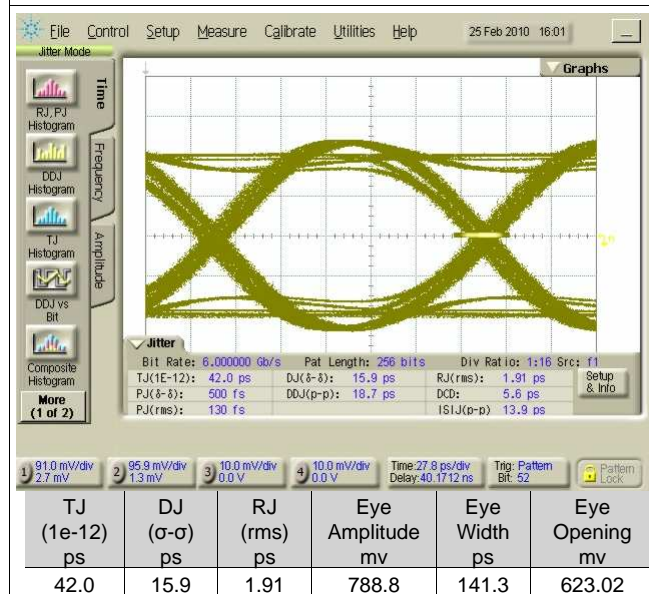 File Control Setup Measure Calibrate Utilities Help 25 Feb 2010 16:01
Jitter Mode
Graphs
Time
Frequency
Amplitude
RJ, PJ
Histogram
DDJ
Histogram
TJ
Histogram
DDJ vs
Bit
Composite
Histogram
More
(1 of 2)
Jitter
Bit Rate: 6.000000 Gb/s Pat Length: 256 bits Div Ratio: 1:16 Src: f1
TJ(1E-12): 42.0 ps DJ(δ-δ): 15.9 ps RJ(rms): 1.91 ps
PJ(δ-δ): 500 fs DDJ(p-p): 18.7 ps DCD: 5.6 ps
PJ(rms): 130 fs ISIJ(p-p) 13.9 ps
Setup
& Info
1) 91.0 mV/div 2) 95.9 mV/div 3) 10.0 mV/div 4) 10.0 mV/div Time:27.8 ps/div Trig: Pattern Pattern
2.7 mV 1.3 mV 0.0 V 0.0 V Delay:40.1712 ns Bit: 52 Lock
TJ DJ RJ Eye Eye Eye
(1e-12) (σ-σ) (rms) Amplitude Width Opening
ps ps ps mv ps mv
42.0 15.9 1.91 788.8 141.3 623.02